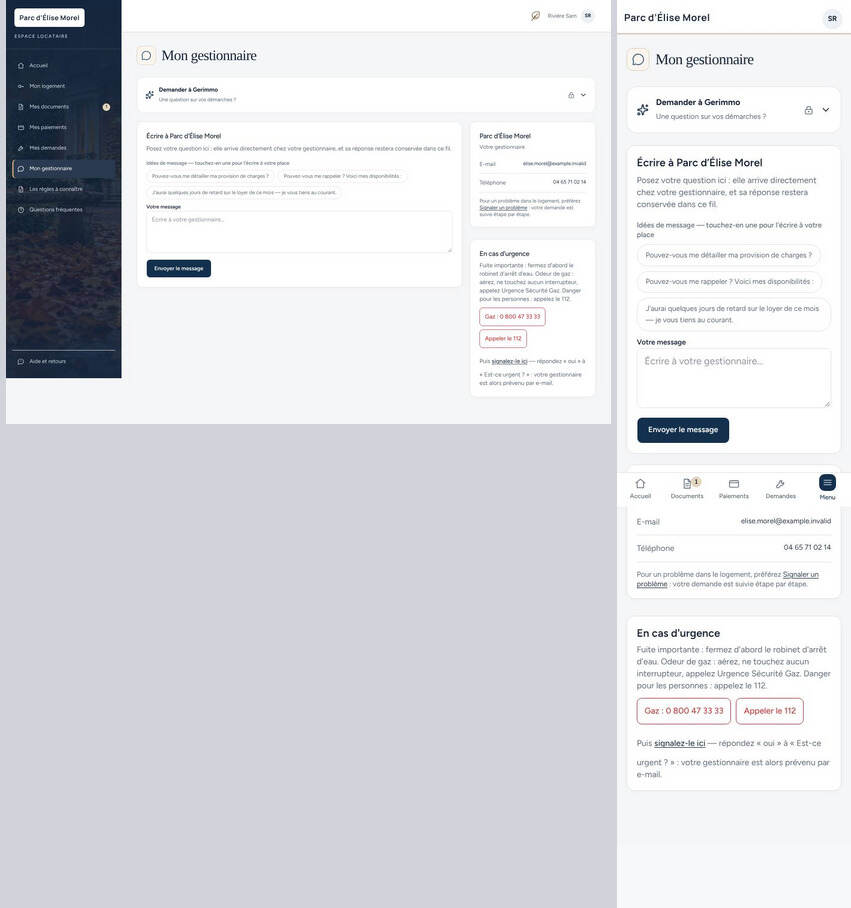 Parc d'Élise Morel
ESPACE LOCATAIRE
Accueil
Mon logement
Mes documents
1
Mes paiements
Mes demandes
Mon gestionnaire
Les règles à connaître
Questions fréquentes
Aide et retours
Rivière Sam
SR
Mon gestionnaire
Demander à Gerimmo
Une question sur vos démarches ?
Écrire à Parc d'Élise Morel
Posez votre question ici : elle arrive directement chez votre gestionnaire, et sa réponse restera conservée dans ce fil.
Idées de message — touchez-en une pour l'écrire à votre place
Pouvez-vous me détailler ma provision de charges ?
Pouvez-vous me rappeler ? Voici mes disponibilités :
J'aurai quelques jours de retard sur le loyer de ce mois — je vous tiens au courant.
Votre message
Écrire à votre gestionnaire…
Envoyer le message
Parc d'Élise Morel
Votre gestionnaire
E-mail
elise.morel@example.invalid
Téléphone
04 65 71 02 14
Pour un problème dans le logement, préférez
Signaler un problème : votre demande est
suivie étape par étape.
En cas d'urgence
Fuite importante : fermez d'abord le
robinet d'arrêt d'eau. Odeur de gaz :
aérez, ne touchez aucun interrupteur,
appelez Urgence Sécurité Gaz. Danger
pour les personnes : appelez le 112.
Gaz : 0 800 47 33 33
Appeler le 112
Puis signalez-le ici — répondez « oui » à
« Est-ce urgent ? » : votre gestionnaire
est alors prévenu par e-mail.
Parc d'Élise Morel
SR
Mon gestionnaire
Demander à Gerimmo
Une question sur vos démarches ?
Écrire à Parc d'Élise Morel
Posez votre question ici : elle arrive directement
chez votre gestionnaire, et sa réponse restera
conservée dans ce fil.
Idées de message — touchez-en une pour l'écrire à votre
place
Pouvez-vous me détailler ma provision de charges ?
Pouvez-vous me rappeler ? Voici mes disponibilités :
J'aurai quelques jours de retard sur le loyer de ce mois
— je vous tiens au courant.
Votre message
Écrire à votre gestionnaire…
Envoyer le message
Accueil
1
Documents
Paiements
Demandes
Menu
E-mail
elise.morel@example.invalid
Téléphone
04 65 71 02 14
Pour un problème dans le logement, préférez Signaler un
problème : votre demande est suivie étape par étape.
En cas d'urgence
Fuite importante : fermez d'abord le robinet d'arrêt
d'eau. Odeur de gaz : aérez, ne touchez aucun
interrupteur, appelez Urgence Sécurité Gaz. Danger
pour les personnes : appelez le 112.
Gaz : 0 800 47 33 33
Appeler le 112
Puis signalez-le ici — répondez « oui » à « Est-ce
urgent ? » : votre gestionnaire est alors prévenu par
e-mail.